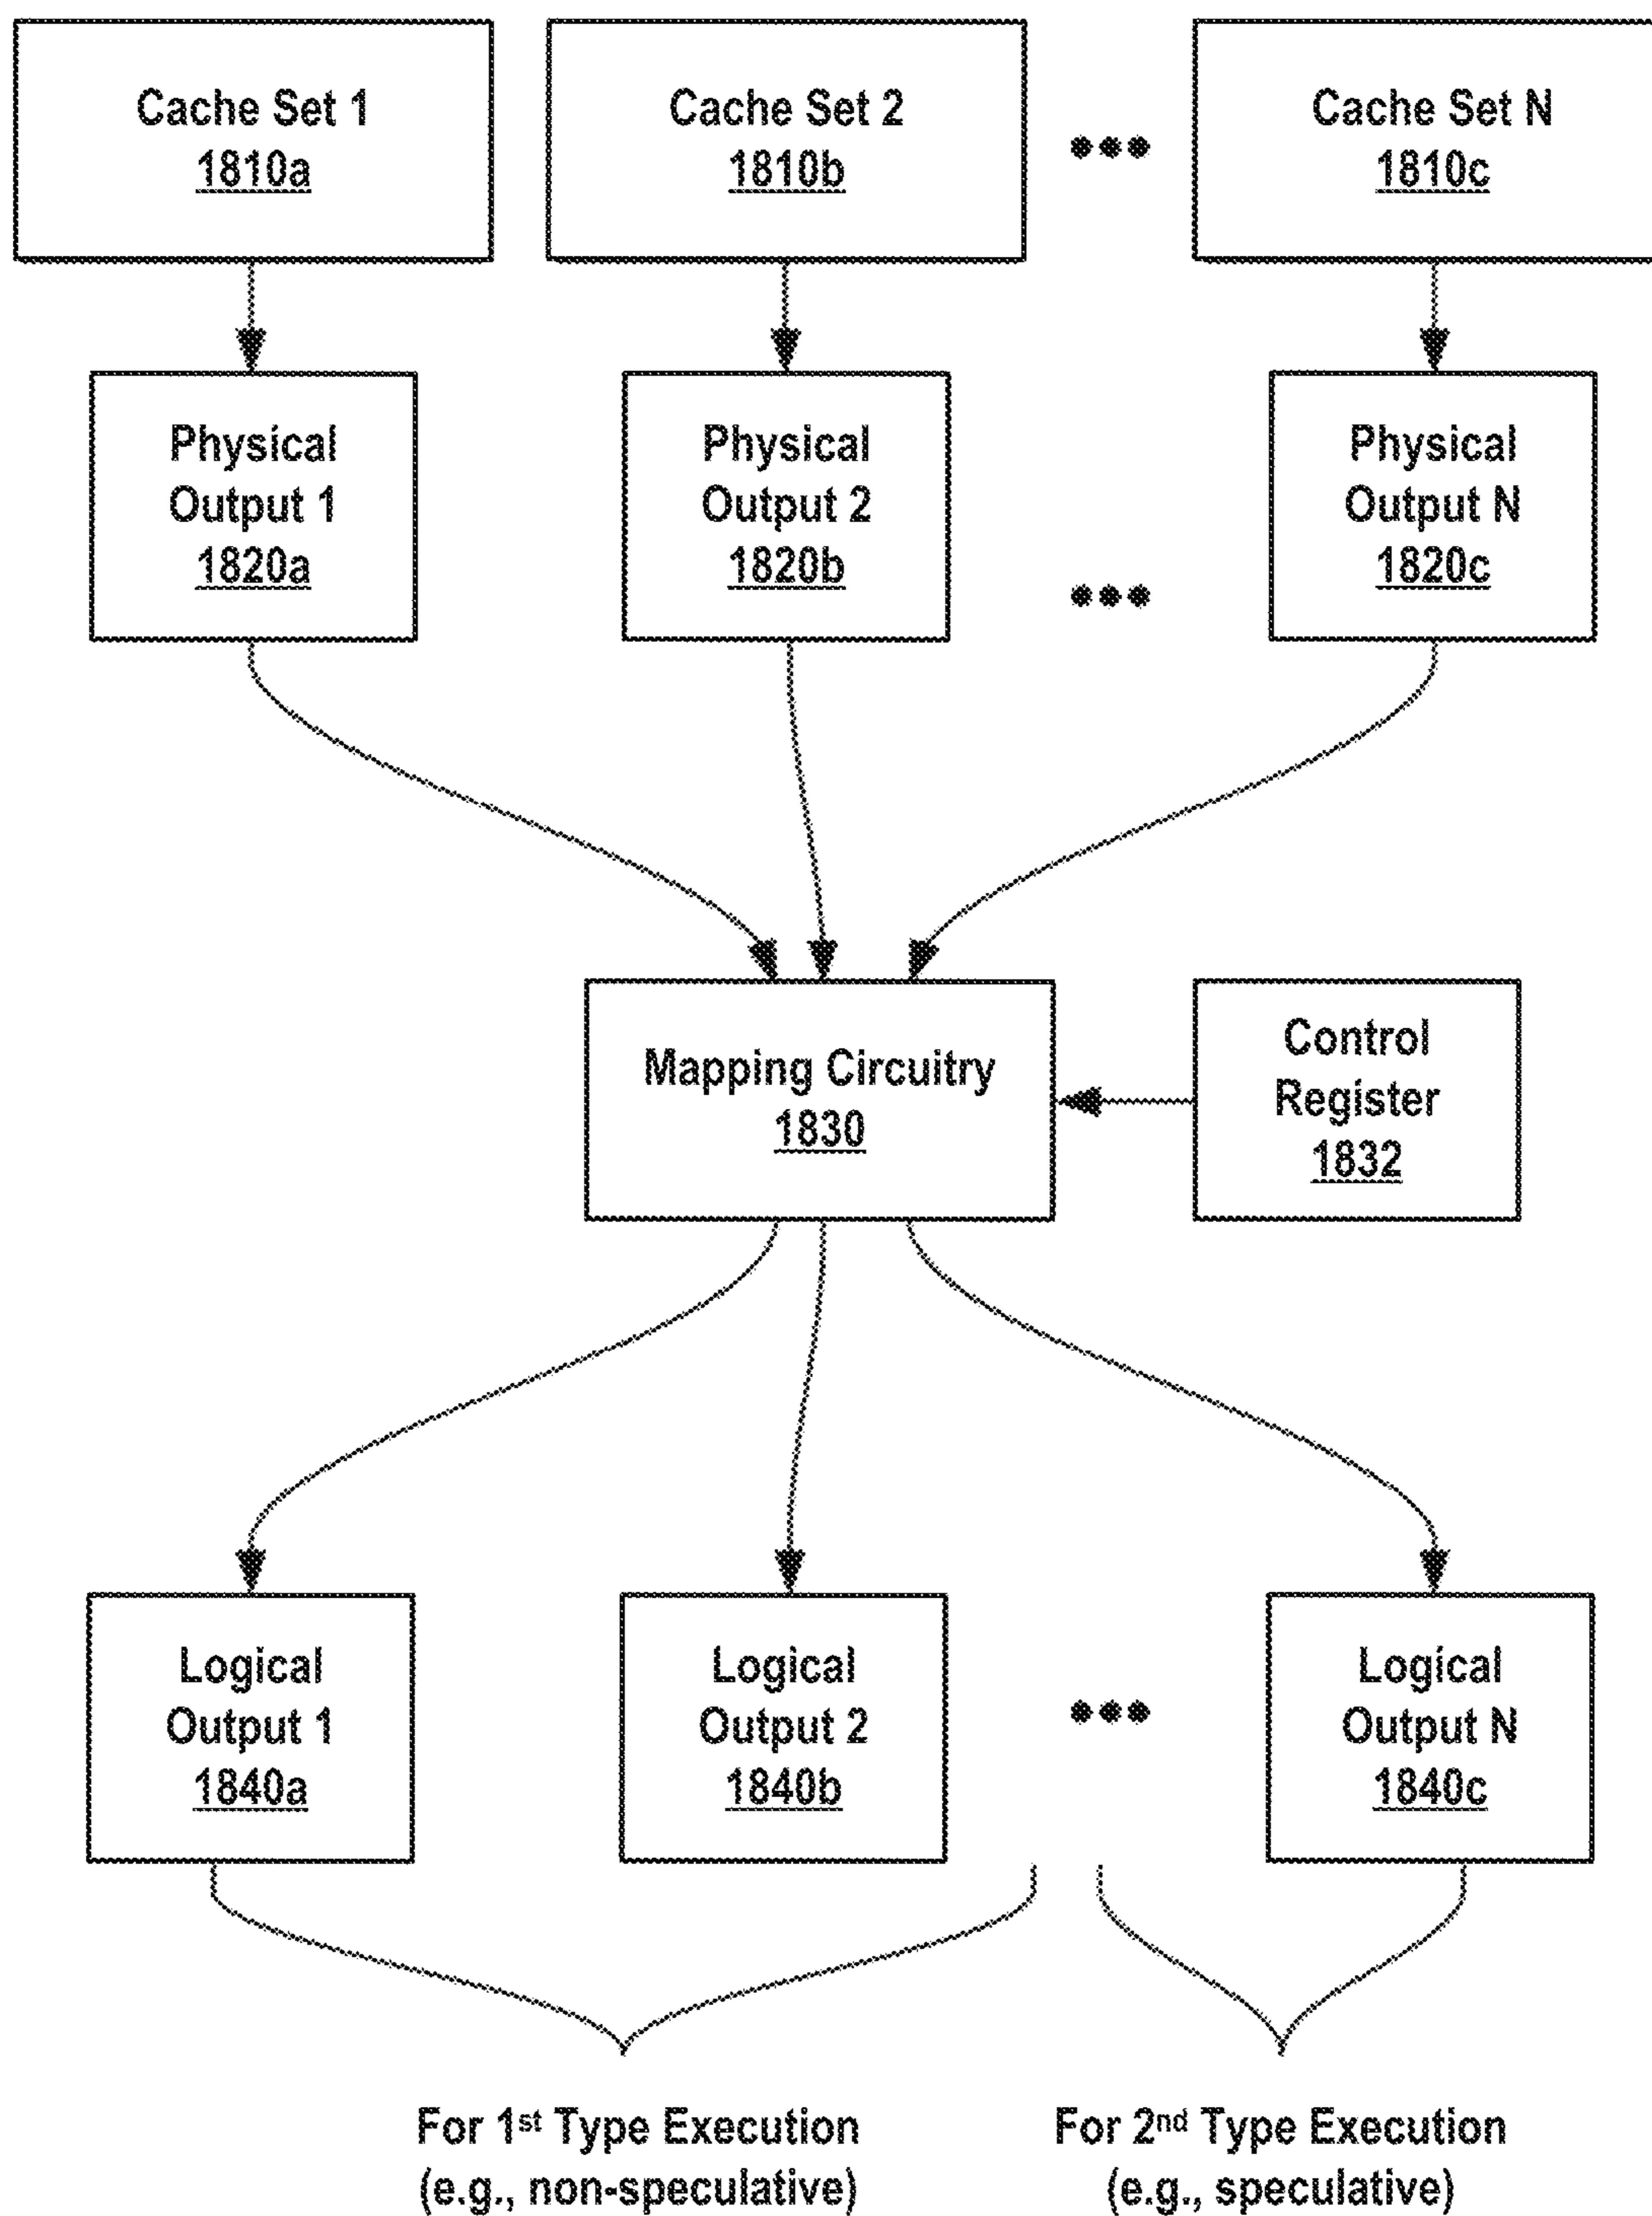 Cache Set 1
1810a
Cache Set 2
1810b
Cache Set N
1810c
Physical
Output 1
1820a
Physical
Output 2
1820b
Physical
Output N
1820c
Mapping Circuitry
1830
Control
Register
1832
Logical
Output 1
1840a
Logical
Output 2
1840b
Logical
Output N
1840c
For 1st Type Execution
(e.g., non-speculative)
For 2nd Type Execution
(e.g., speculative)